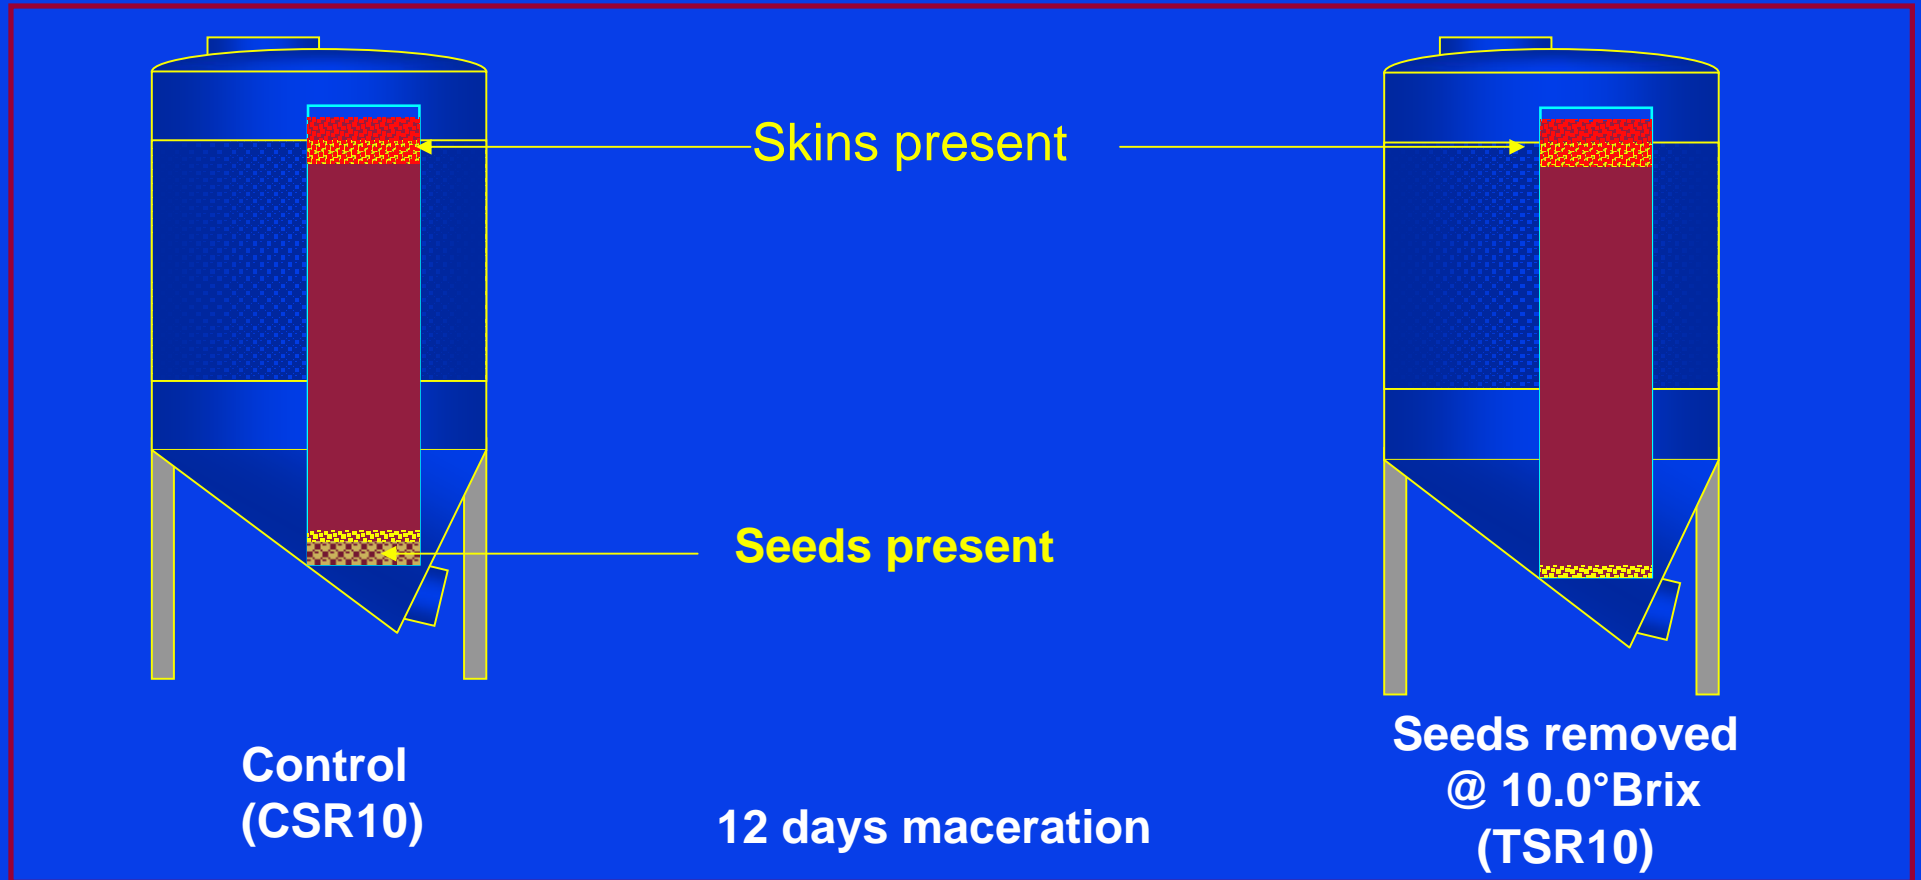 Skins present
Seeds present
Control
(CSR10)
12 days maceration
Seeds removed
@ 10.0°Brix
(TSR10)